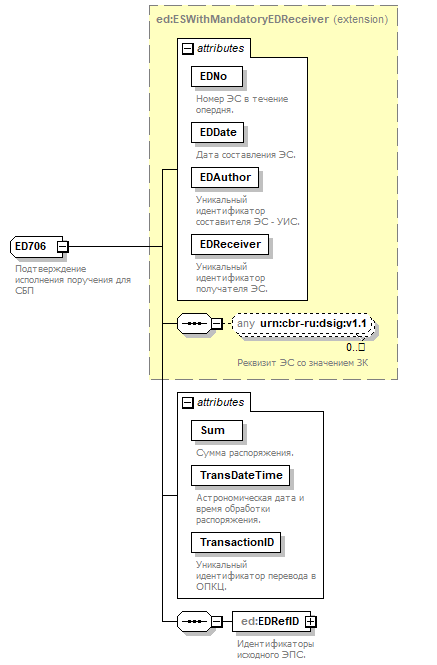 ed:ESWithMandatoryEDReceiver (extension)
attributes
EDNo
Номер ЭС в течение
опердня.
EDDate
Дата составления ЭС.
EDAuthor
Уникальный
идентификатор
составителя ЭС - УИС.
EDReceiver
Уникальный
идентификатор
получателя ЭС.
ED706
Подтверждение
исполнения поручения для
СБП
any urn:cbr-ru:dsig:v1.1
0..
Реквизит ЭС со значением ЗК
attributes
Sum
Сумма распоряжения.
TransDateTime
Астрономическая дата и
время обработки
распоряжения.
TransactionID
Уникальный
идентификатор перевода в
ОПКЦ.
ed:EDRefID
Идентификаторы
исходного ЭПС.